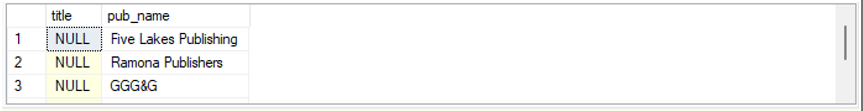 title pub_name
1 NULL Five Lakes Publishing
2 NULL Ramona Publishers
3 NULL GGG&G